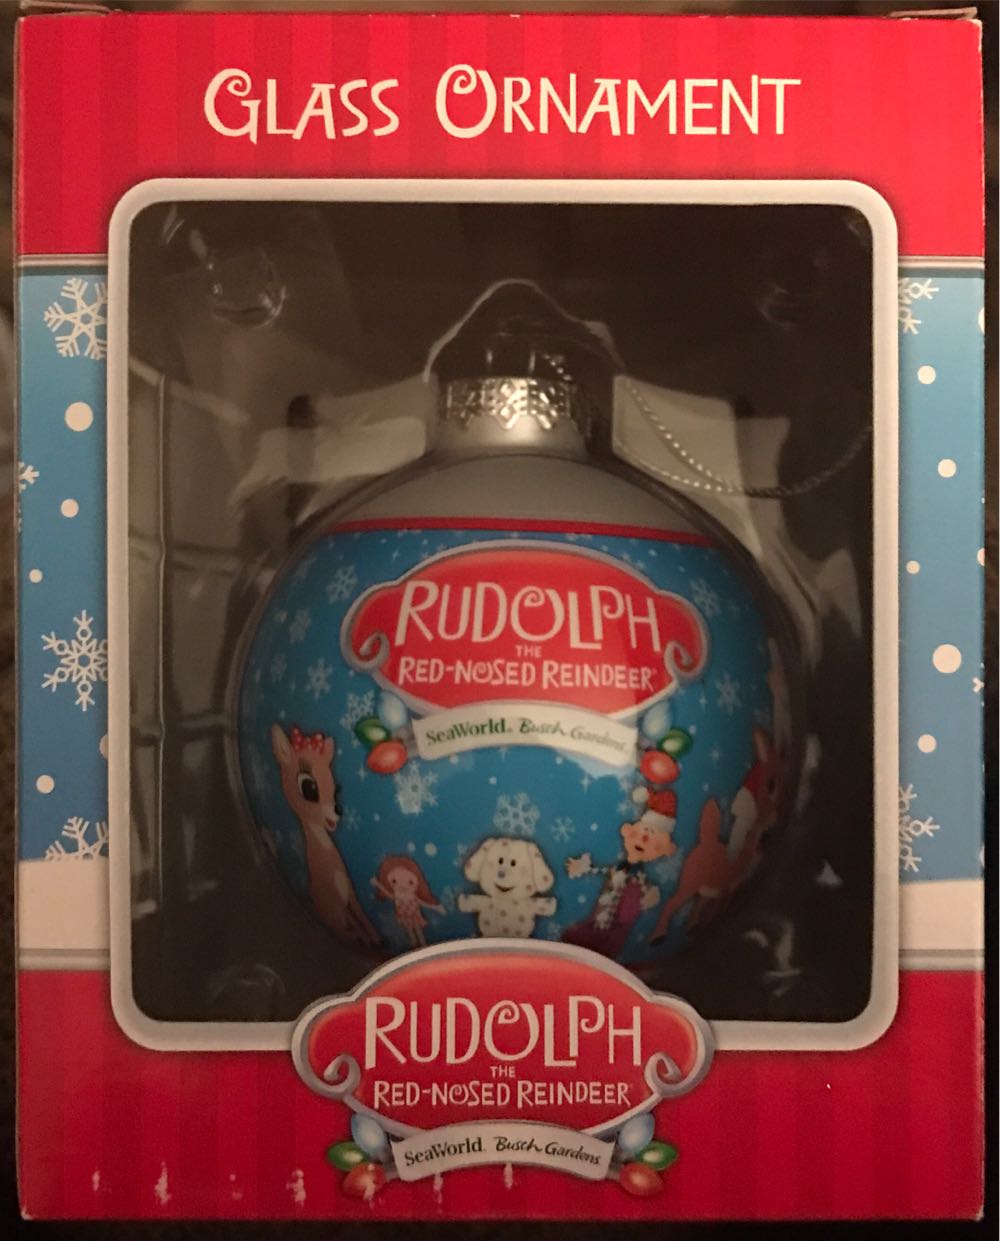 GLASS ORNAMENT
RUDOLPH
THE
RED-NOSED REINDEER
SeaWorld. Busch Gardens.
RUDOLPH
THE
RED-NOSED REINDEER
SeaWorld. Busch Gardens.